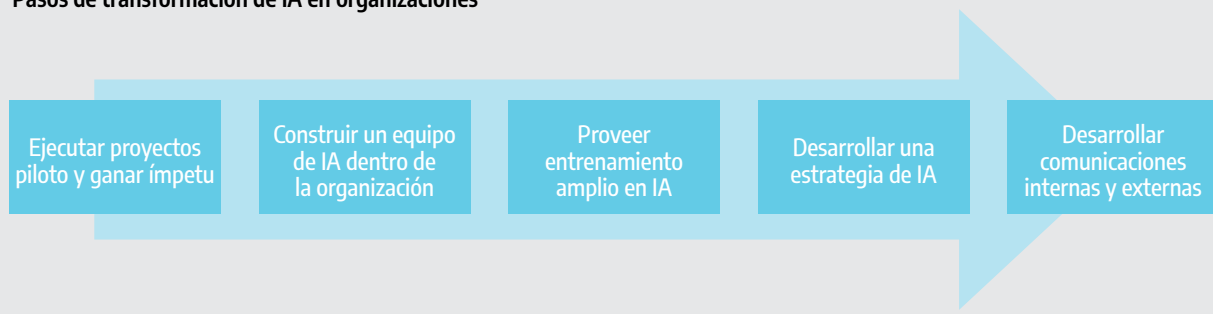 Pasos de transformación de IA en organizaciones
Ejecutar proyectos
piloto y ganar ímpetu
Construir un equipo
de IA dentro de
la organización
Proveer
entrenamiento
amplio en IA
Desarrollar una
estrategia de IA
Desarrollar
comunicaciones
internas y externas